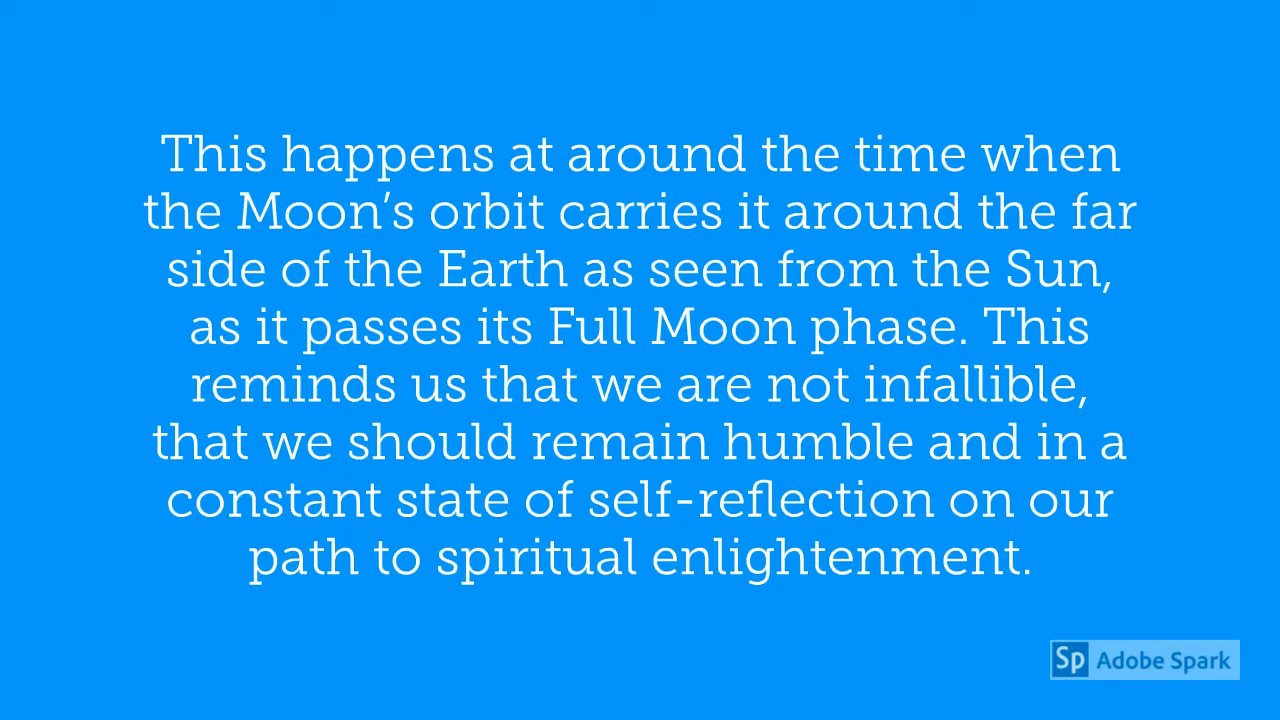 This happens at around the time when
the Moon’s orbit carries it around the far
side of the Earth as seen from the Sun,
as it passes its Full Moon phase. This
reminds us that we are not infallible,
that we should remain humble and in a
constant state of self-reflection on our
path to spiritual enlightenment.
Sp Adobe Spark